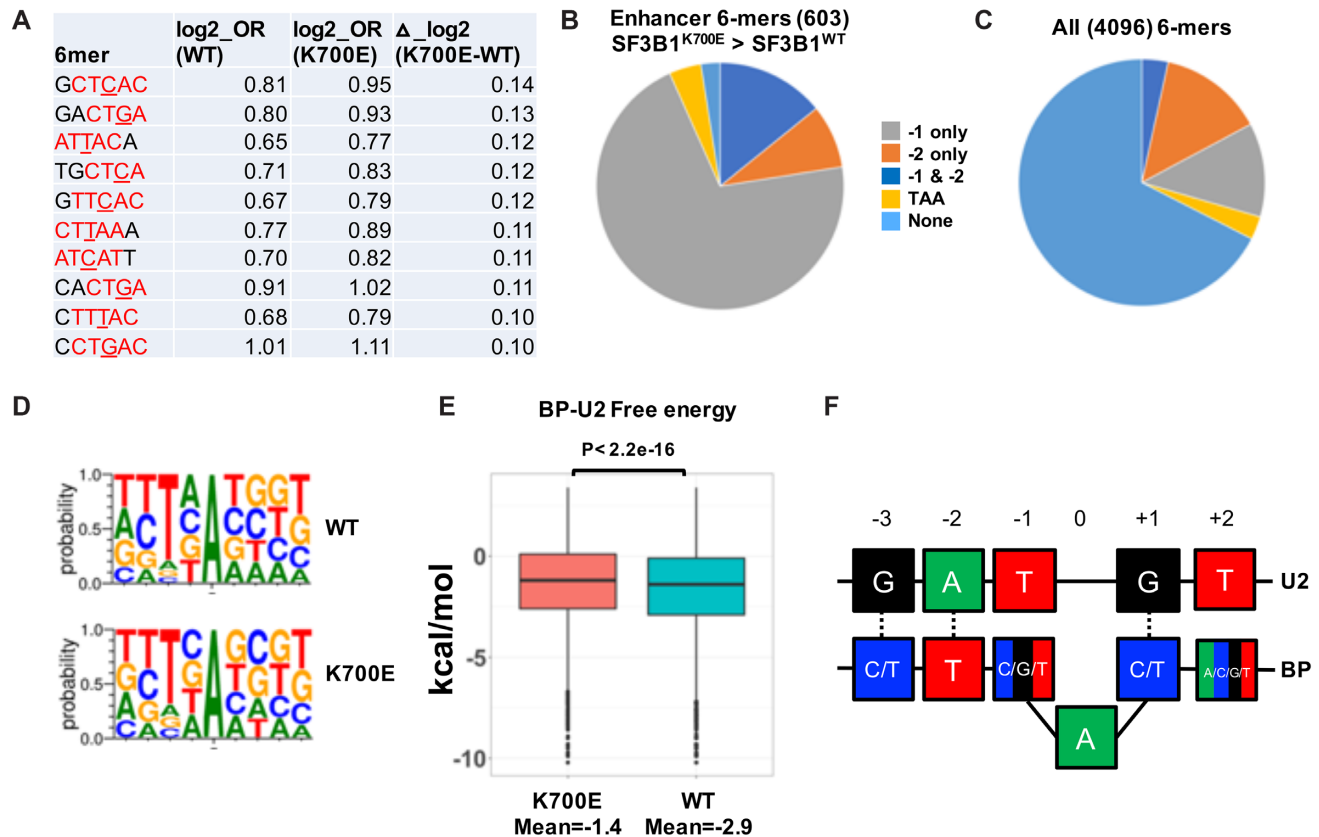 A
6mer log2_OR (WT) log2_OR (K700E) Δ_log2 (K700E-WT)
GCTCAC 0.81 0.95 0.14
GACTGA 0.80 0.93 0.13
ATTACA 0.65 0.77 0.12
TGCTCA 0.71 0.83 0.12
GTTCAC 0.67 0.79 0.12
CTTAAA 0.77 0.89 0.11
ATCATT 0.70 0.82 0.11
CACTGA 0.91 1.02 0.11
CTTTAC 0.68 0.79 0.10
CCTGAC 1.01 1.11 0.10
B
Enhancer 6-mers (603)
SF3B1K700E > SF3B1WT
-1 only
-2 only
-1 & -2
TAA
None
C
All (4096) 6-mers
D
probability
1.0
0.5
0.0
TTTAATGGT
ACTCACCTG
GGAGAGTCC
CACTAAAAA
WT
probability
1.0
0.5
0.0
K700E
E
BP-U2 Free energy
P< 2.2e-16
kcal/mol
0
-5
-10
K700E WT
Mean=-1.4 Mean=-2.9
F
-3 -2 -1 0 +1 +2
G A T G T U2
C/T T C/G/T C/T A/C/G/T BP
A